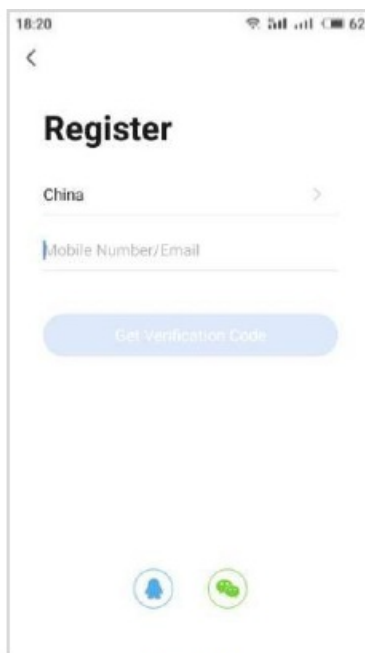 18:20
62
Register
China
Mobile Number/Email
Get Verification Code